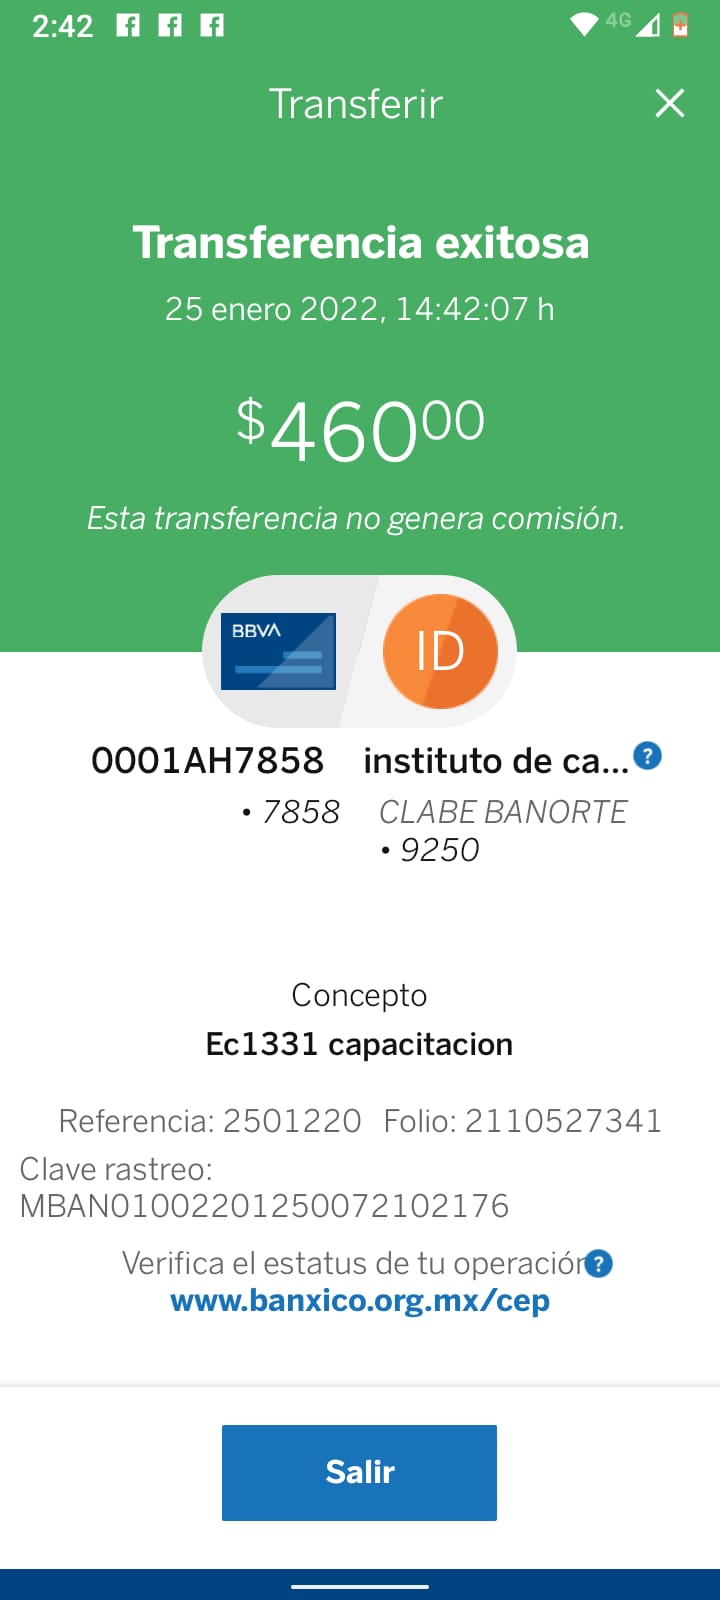 2:42 4G
Transferir
Transferencia exitosa
25 enero 2022, 14:42:07 h
$46000
Esta transferencia no genera comisión.
BBVA ID
0001AH7858 instituto de ca... ?
• 7858 CLABE BANORTE
• 9250
Concepto
Ec1331 capacitacion
Referencia: 2501220 Folio: 2110527341
Clave rastreo:
MBAN01002201250072102176
Verifica el estatus de tu operación ?
www.banxico.org.mx/cep
Salir